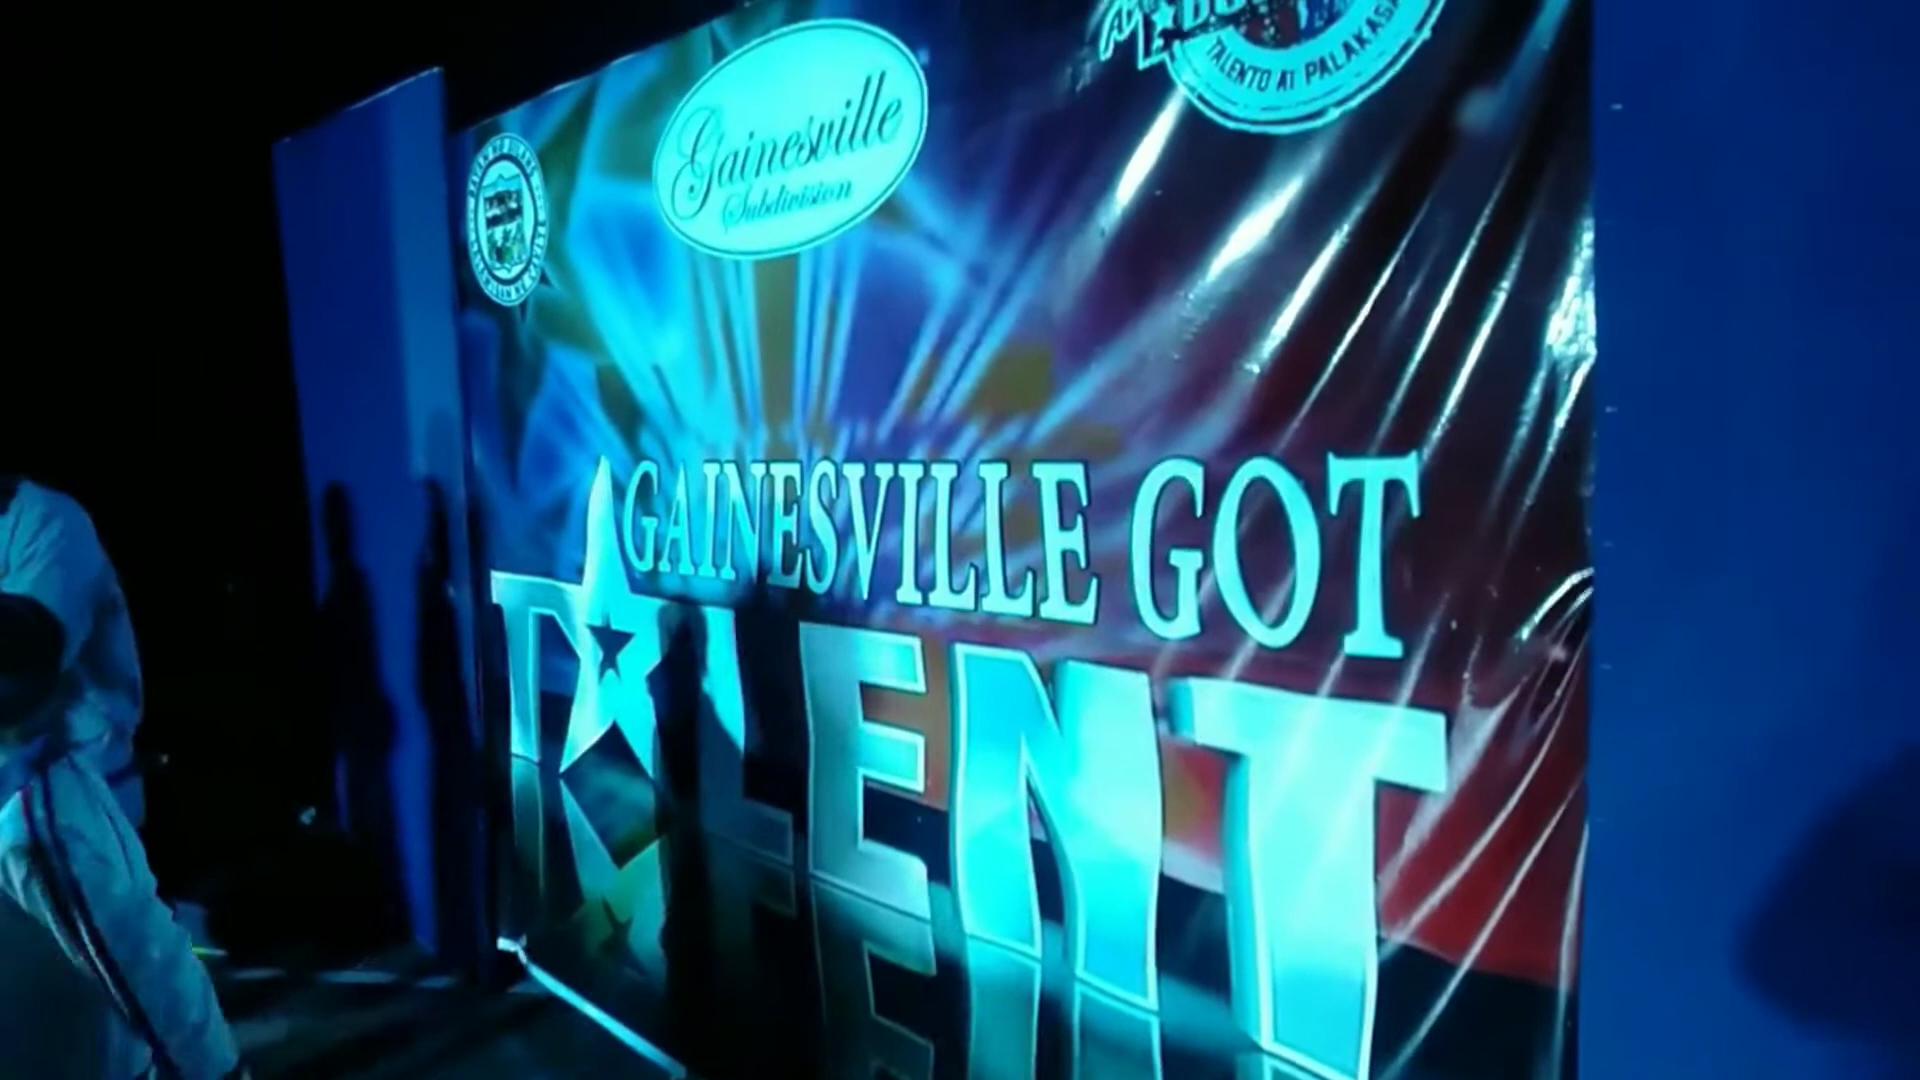 TALENTO AT PALAKASAN
Gainesville
Subdivision
GAINESVILLE GOT
TALENT